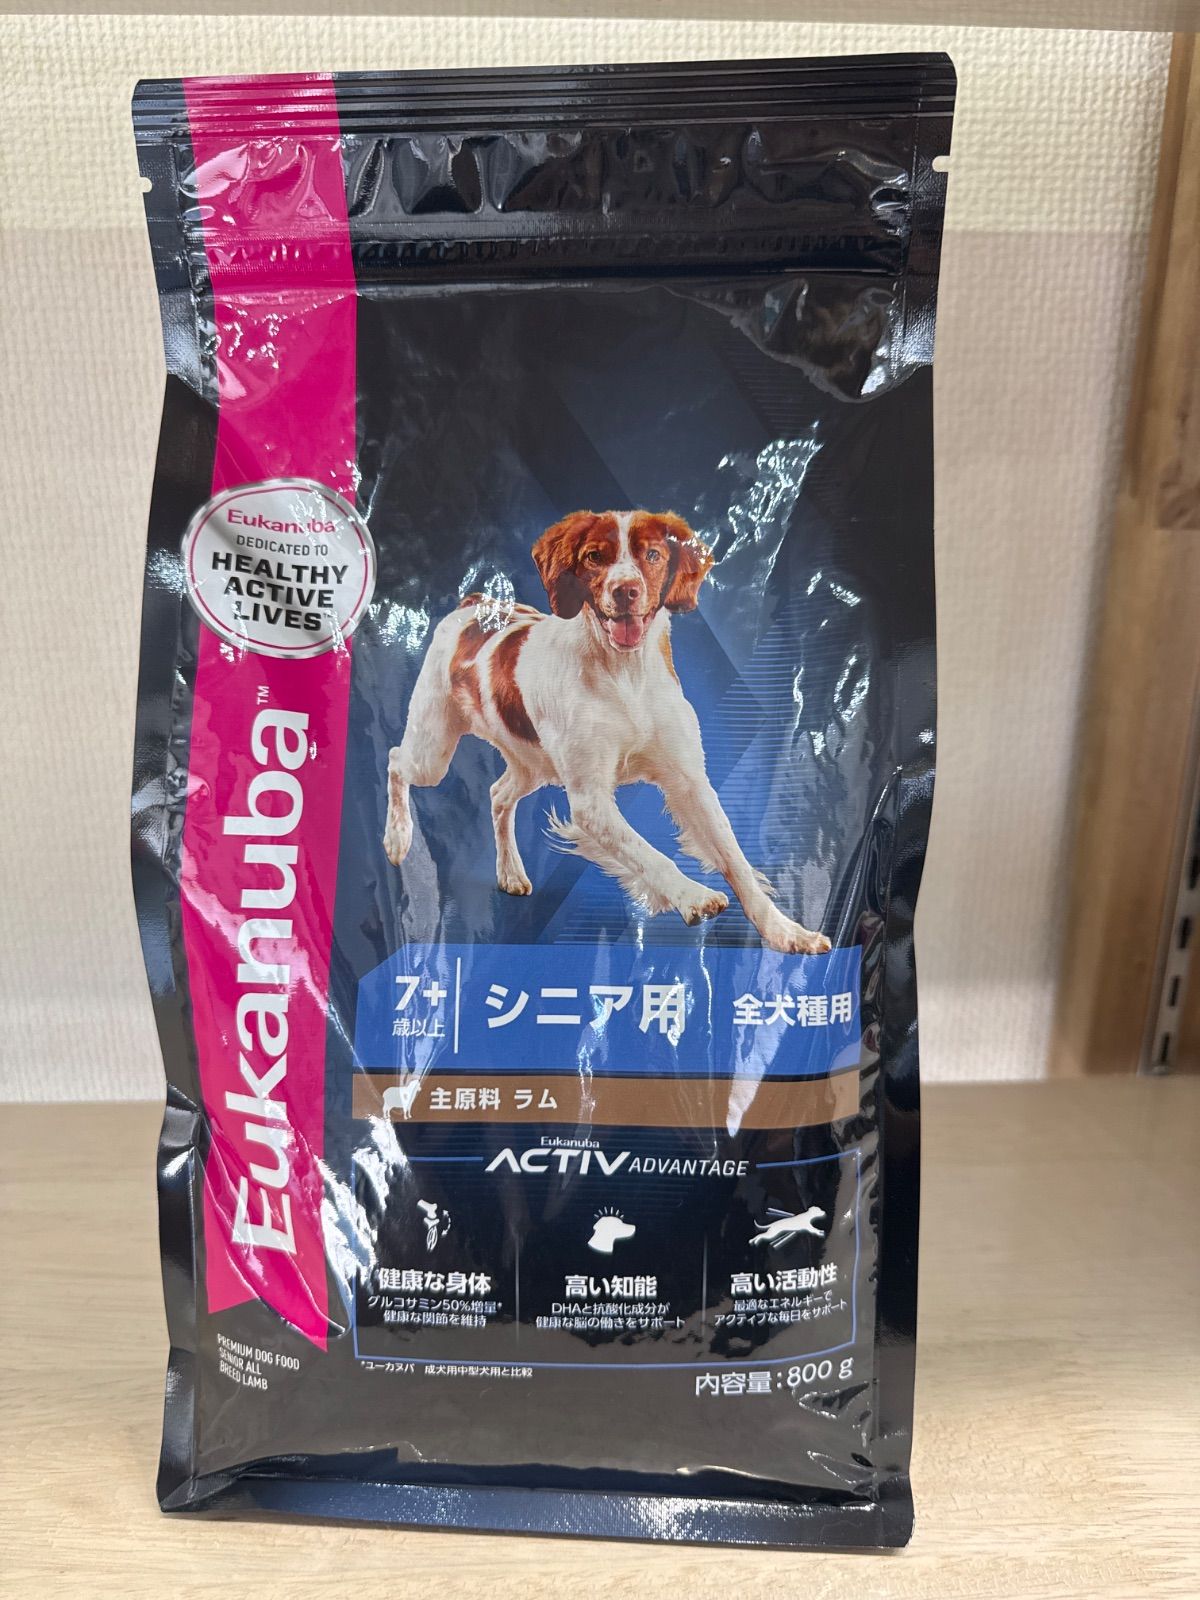 Eukanuba
DEDICATED TO
HEALTHY
ACTIVE
LIVES
Eukanuba™
7+
歳以上
シニア用
全犬種用
主原料 ラム
Eukanuba
ACTIV ADVANTAGE
健康な身体
グルコサミン50%増量*
健康な関節を維持
高い知能
DHAと抗酸化成分が
健康な脳の働きをサポート
高い活動性
最適なエネルギーで
アクティブな毎日をサポート
*ユーカヌバ 成犬用中型犬用と比較
PREMIUM DOG FOOD
SENIOR ALL
BREED LAMB
内容量:800 g